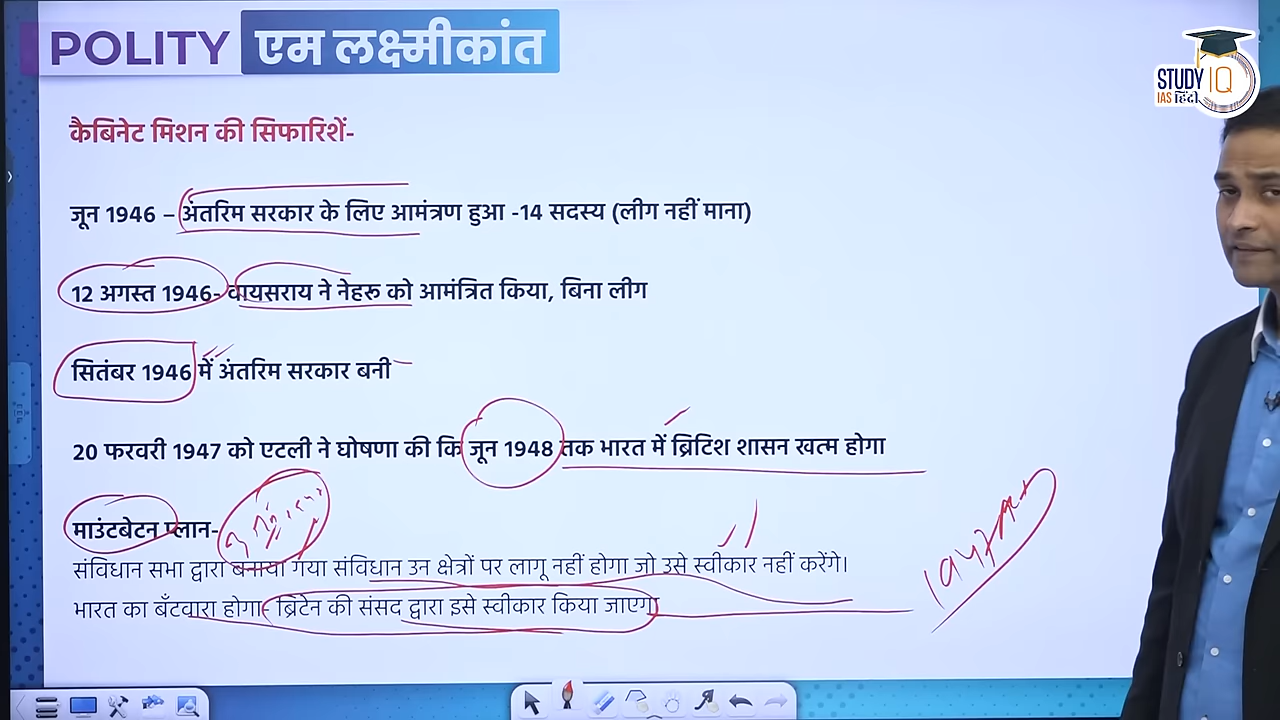 POLITY एम लक्ष्मीकांत
STUDY IQ
IAS हिंदी
कैबिनेट मिशन की सिफारिशें-
जून 1946 – अंतरिम सरकार के लिए आमंत्रण हुआ -14 सदस्य (लीग नहीं माना)
12 अगस्त 1946- वायसराय ने नेहरू को आमंत्रित किया, बिना लीग
सितंबर 1946 में अंतरिम सरकार बनी
20 फरवरी 1947 को एटली ने घोषणा की कि जून 1948 तक भारत में ब्रिटिश शासन खत्म होगा
माउंटबेटन प्लान-
संविधान सभा द्वारा बनाया गया संविधान उन क्षेत्रों पर लागू नहीं होगा जो उसे स्वीकार नहीं करेंगे।
भारत का बँटवारा होगा- ब्रिटेन की संसद द्वारा इसे स्वीकार किया जाएगा
1947